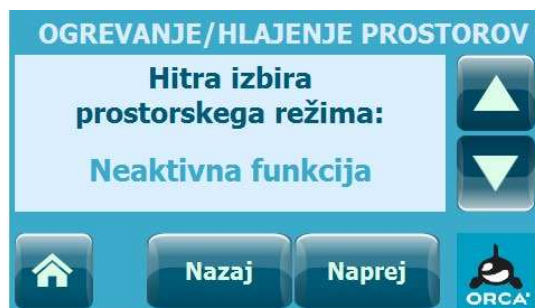 OGREVANJE/HLAJENJE PROSTOROV
Hitra izbira
prostorskega režima:
Neaktivna funkcija
Nazaj
Naprej
ORCA